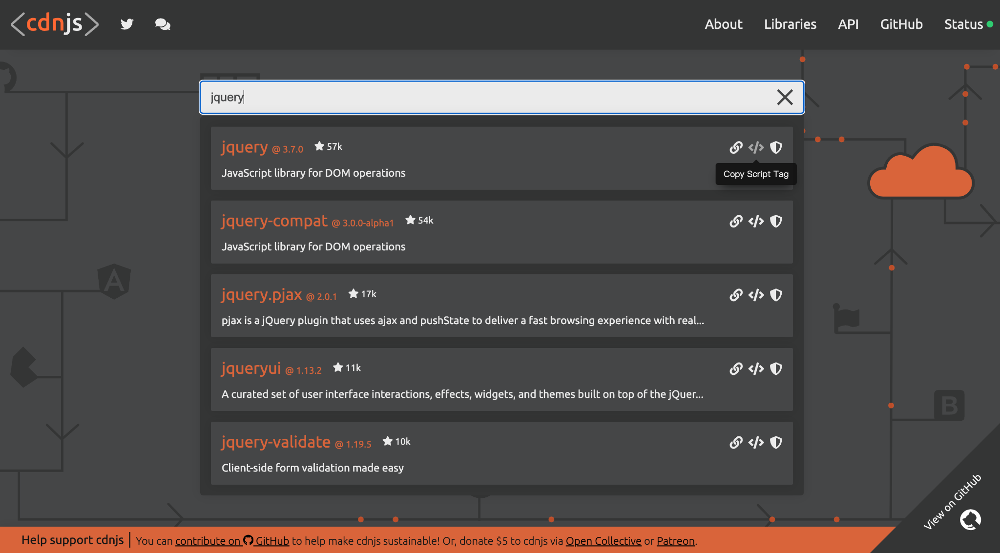 <cdnjs>
About Libraries API GitHub Status
jquery
jquery @ 3.7.0 57k
JavaScript library for DOM operations
Copy Script Tag
jquery-compat @ 3.0.0-alpha1 54k
JavaScript library for DOM operations
jquery.pjax @ 2.0.1 17k
pjax is a jQuery plugin that uses ajax and pushState to deliver a fast browsing experience with real...
jqueryui @ 1.13.2 11k
A curated set of user interface interactions, effects, widgets, and themes built on top of the jQuer...
jquery-validate @ 1.19.5 10k
Client-side form validation made easy
View on GitHub
Help support cdnjs | You can contribute on GitHub to help make cdnjs sustainable! Or, donate $5 to cdnjs via Open Collective or Patreon.
A
B